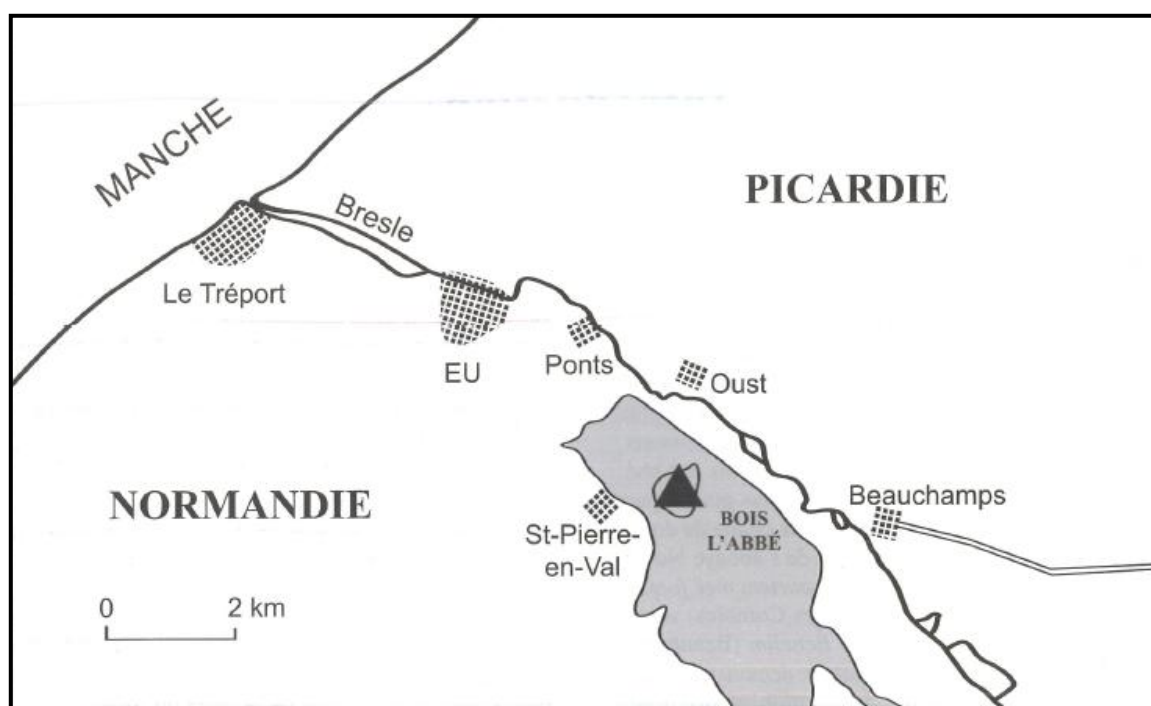 MANCHE
PICARDIE
Bresle
Le Tréport
EU
Ponts
Oust
NORMANDIE
Beauchamps
BOIS
L'ABBÉ
St-Pierre-
en-Val
0 2 km